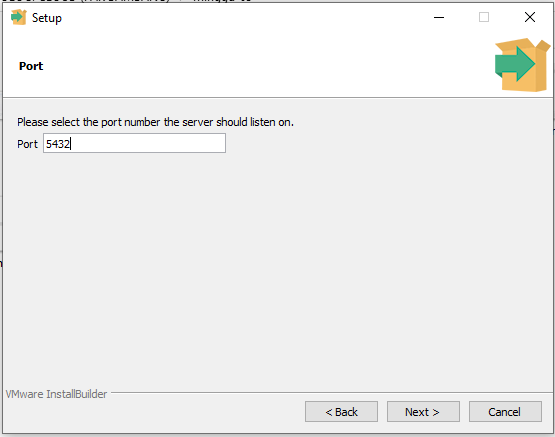 Setup
Port
Please select the port number the server should listen on.
Port 5432
VMware InstallBuilder
< Back Next > Cancel